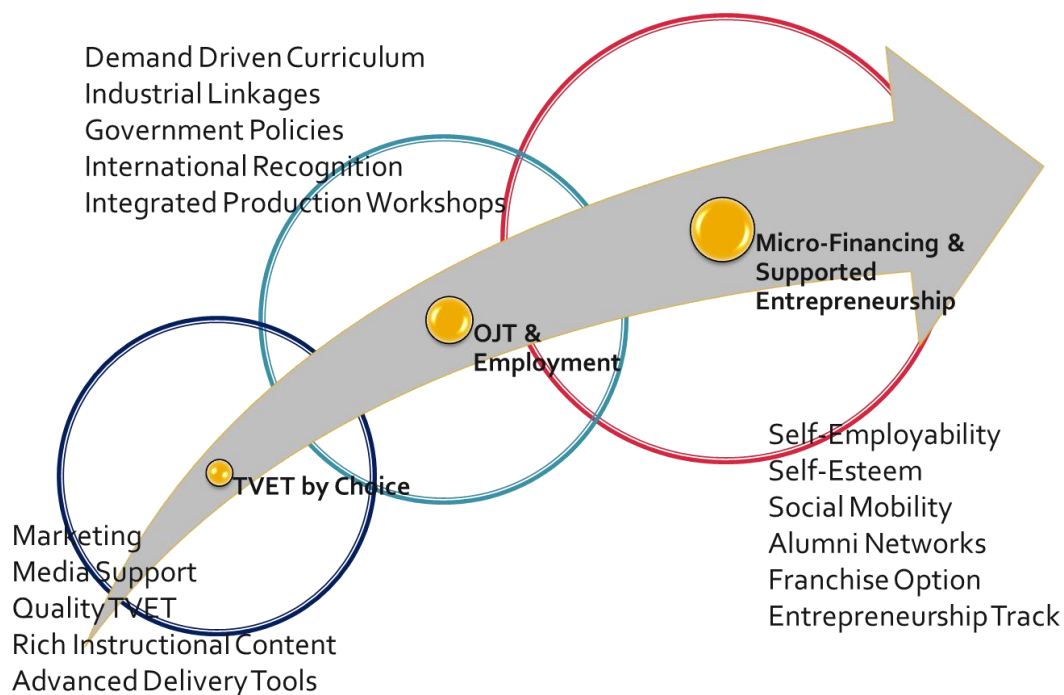 Demand Driven Curriculum
Industrial Linkages
Government Policies
International Recognition
Integrated Production Workshops
Micro-Financing &
Supported
Entrepreneurship
OJT &
Employment
TVET by Choice
Self-Employability
Self-Esteem
Social Mobility
Alumni Networks
Franchise Option
Entrepreneurship Track
Marketing
Media Support
Quality TVET
Rich Instructional Content
Advanced Delivery Tools